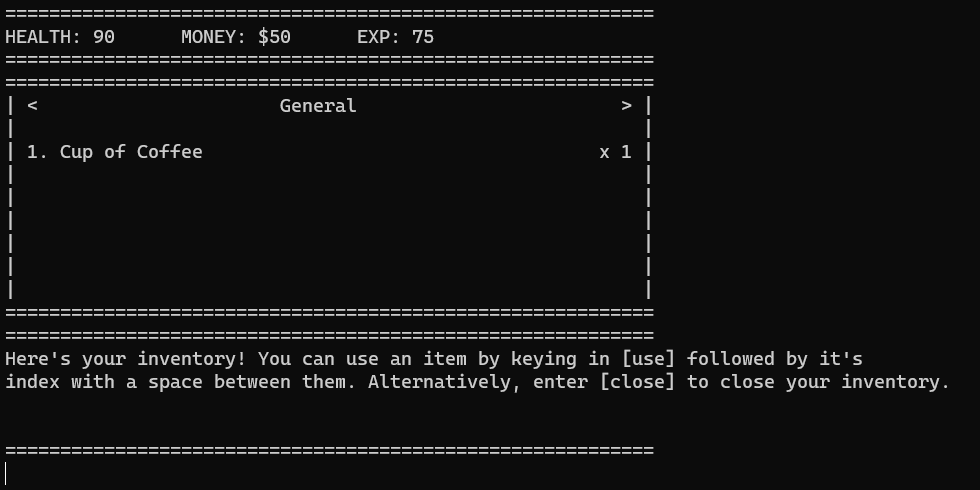 ===========================================================
HEALTH: 90      MONEY: $50      EXP: 75
===========================================================
===========================================================
| <                      General                        > |
|                                                         |
| 1. Cup of Coffee                                    x 1 |
|                                                         |
|                                                         |
|                                                         |
|                                                         |
|                                                         |
|                                                         |
===========================================================
===========================================================
Here's your inventory! You can use an item by keying in [use] followed by it's
index with a space between them. Alternatively, enter [close] to close your inventory.
===========================================================